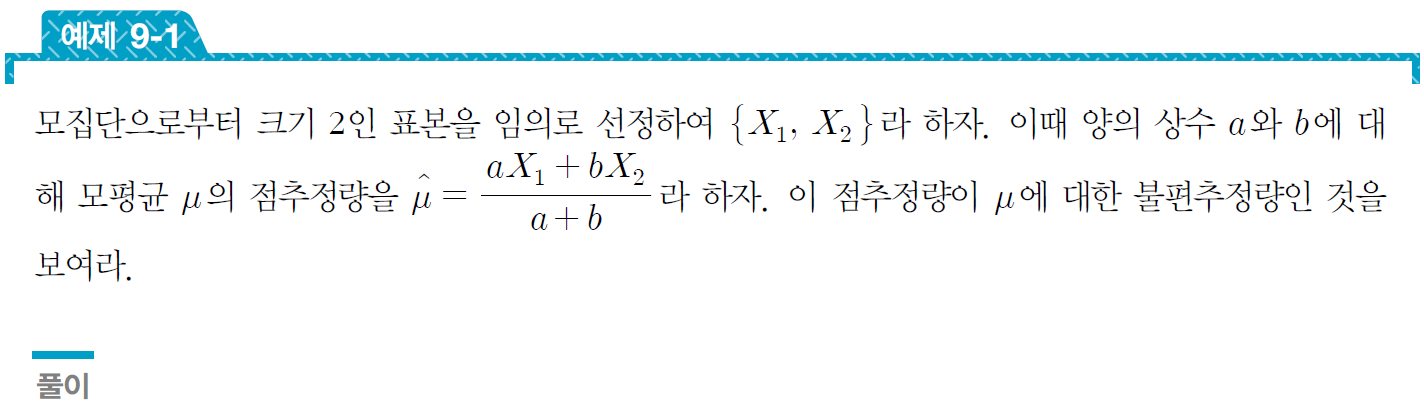 예제 9-1
모집단으로부터 크기 2인 표본을 임의로 선정하여 {X₁, X₂}라 하자. 이때 양의 상수 a와 b에 대
해 모평균 μ의 점추정량을 μ̂ = (aX₁ + bX₂)/(a + b) 라 하자. 이 점추정량이 μ에 대한 불편추정량인 것을
보여라.
풀이